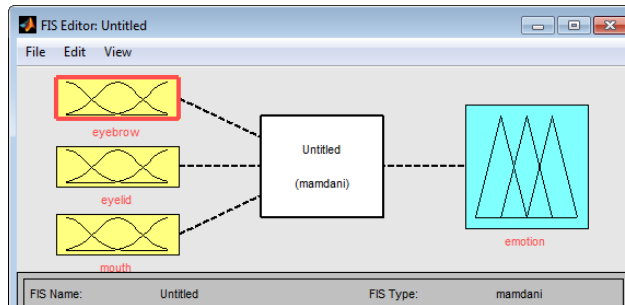 FIS Editor: Untitled
File Edit View
eyebrow
eyelid
mouth
Untitled
(mamdani)
emotion
FIS Name: Untitled FIS Type: mamdani